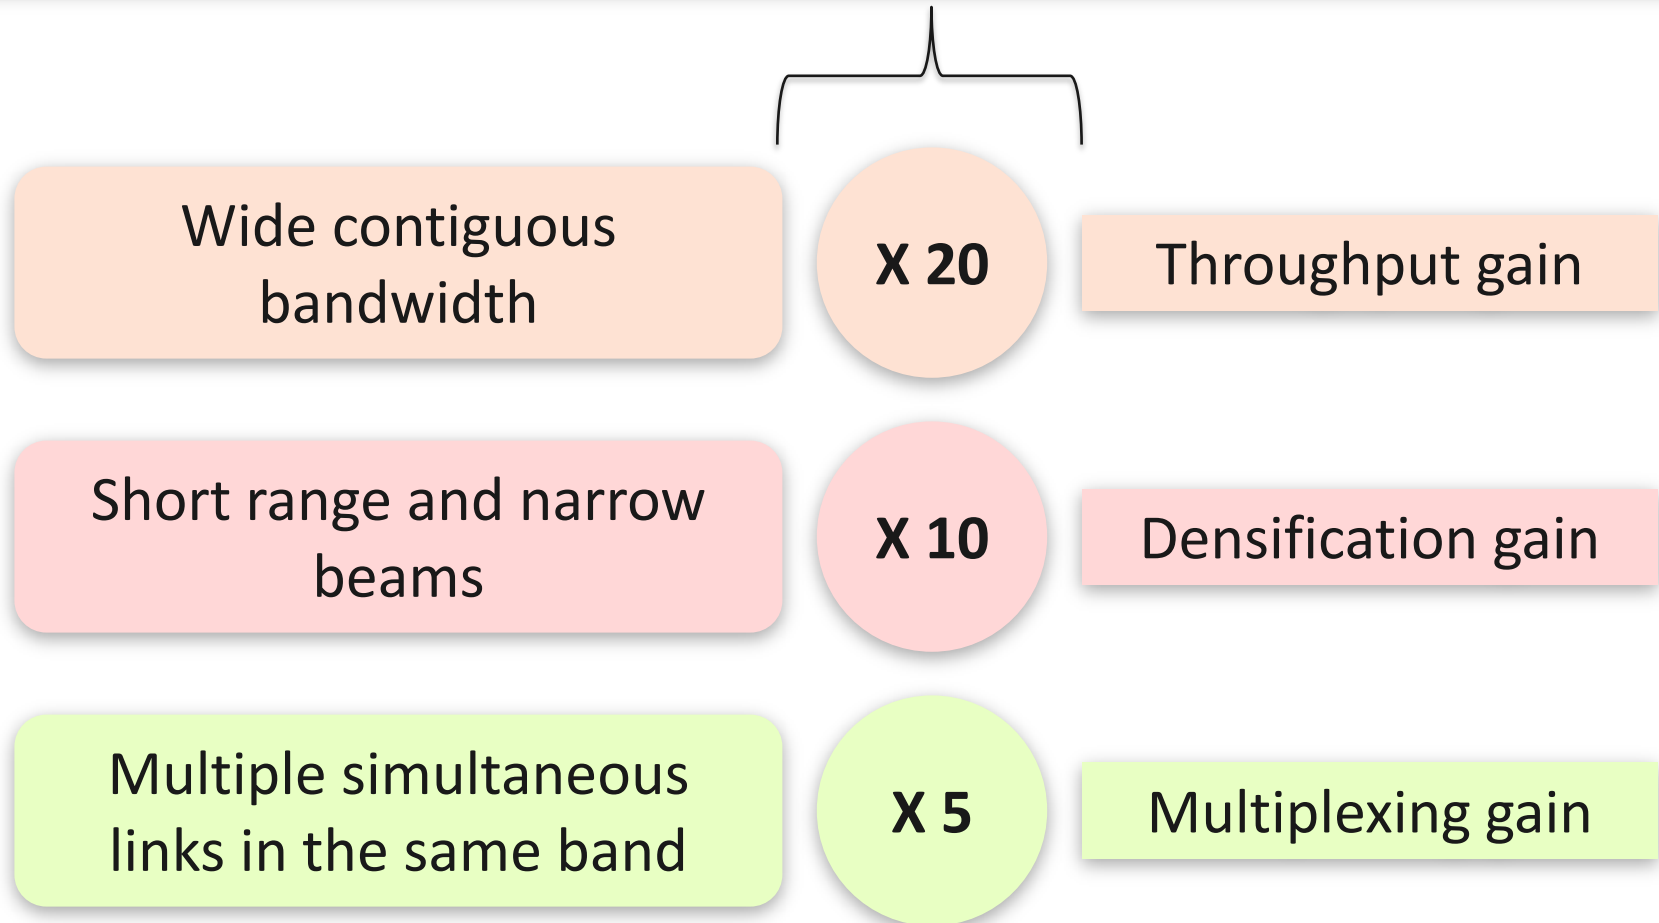 Wide contiguous
bandwidth
X 20
Throughput gain
Short range and narrow
beams
X 10
Densification gain
Multiple simultaneous
links in the same band
X 5
Multiplexing gain